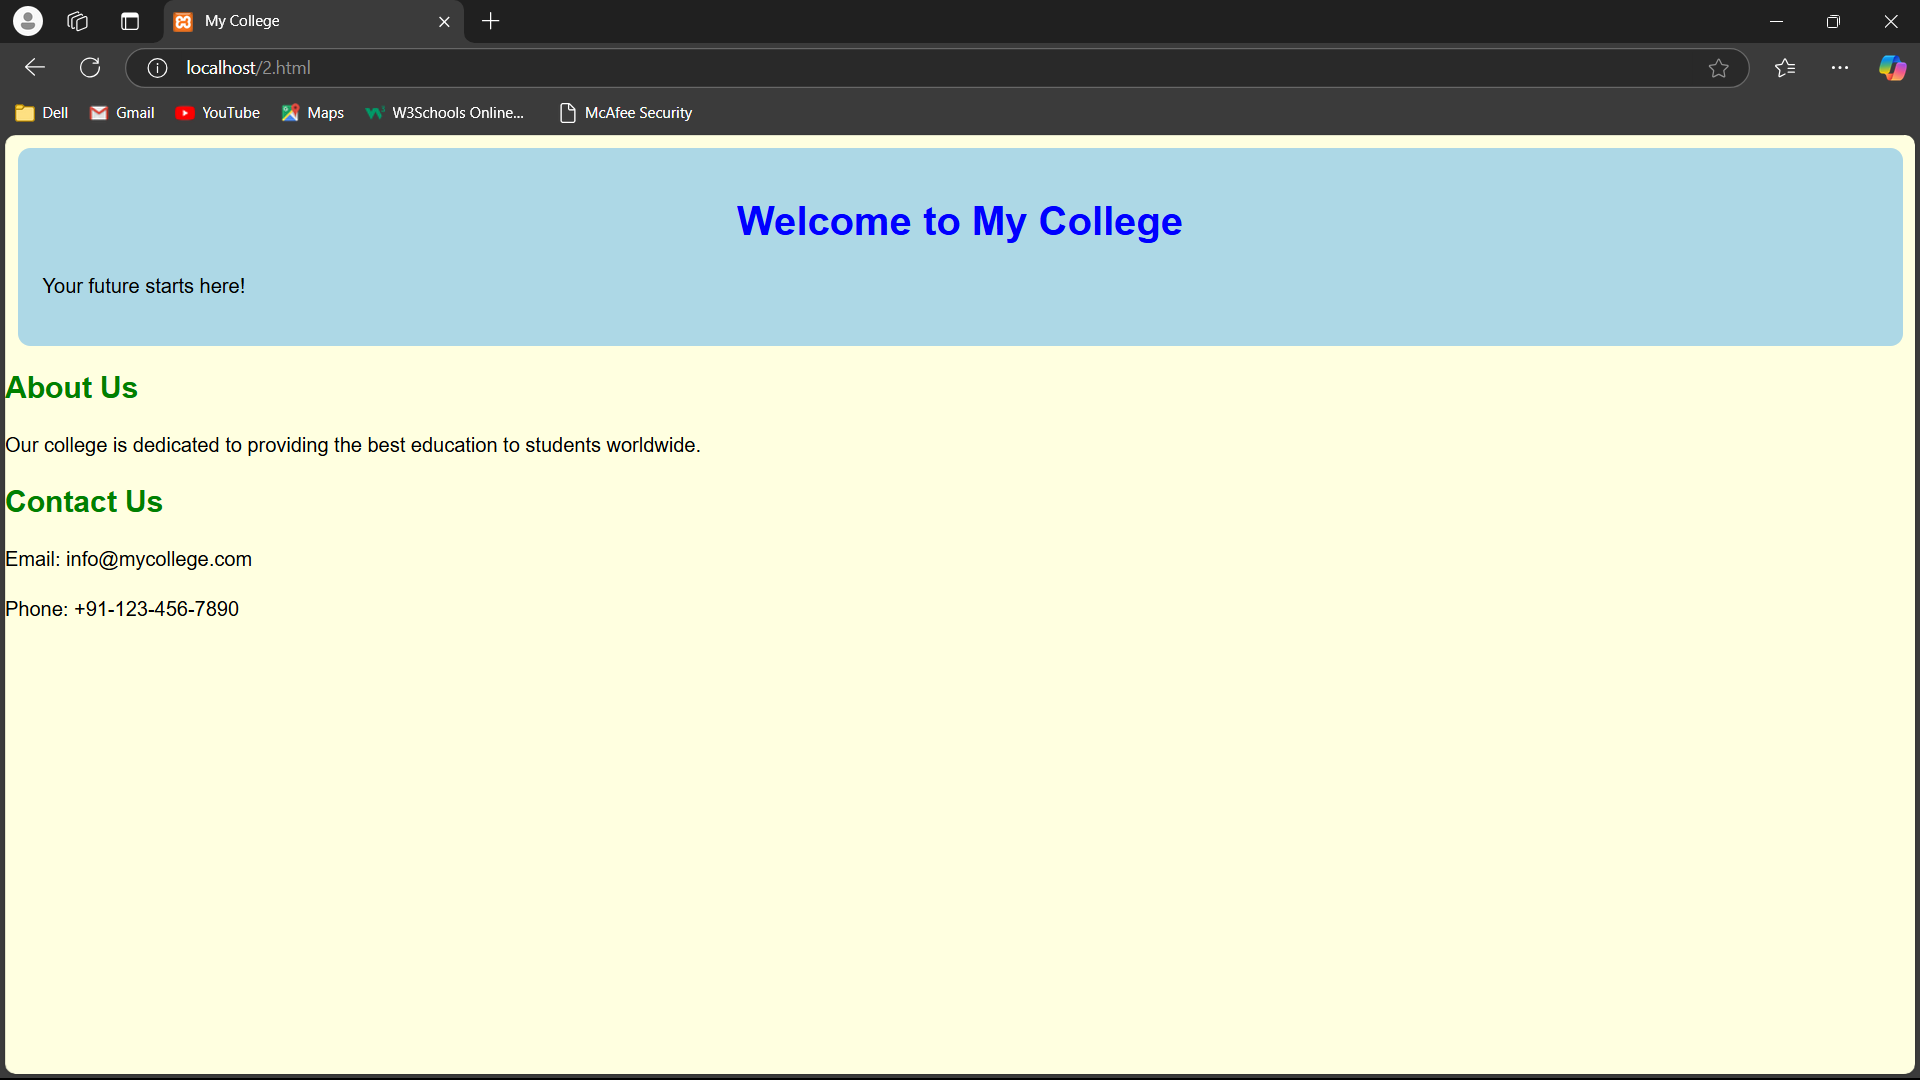 My College
localhost/2.html
Dell
Gmail
YouTube
Maps
W3Schools Online...
McAfee Security
Welcome to My College
Your future starts here!
About Us
Our college is dedicated to providing the best education to students worldwide.
Contact Us
Email: info@mycollege.com
Phone: +91-123-456-7890